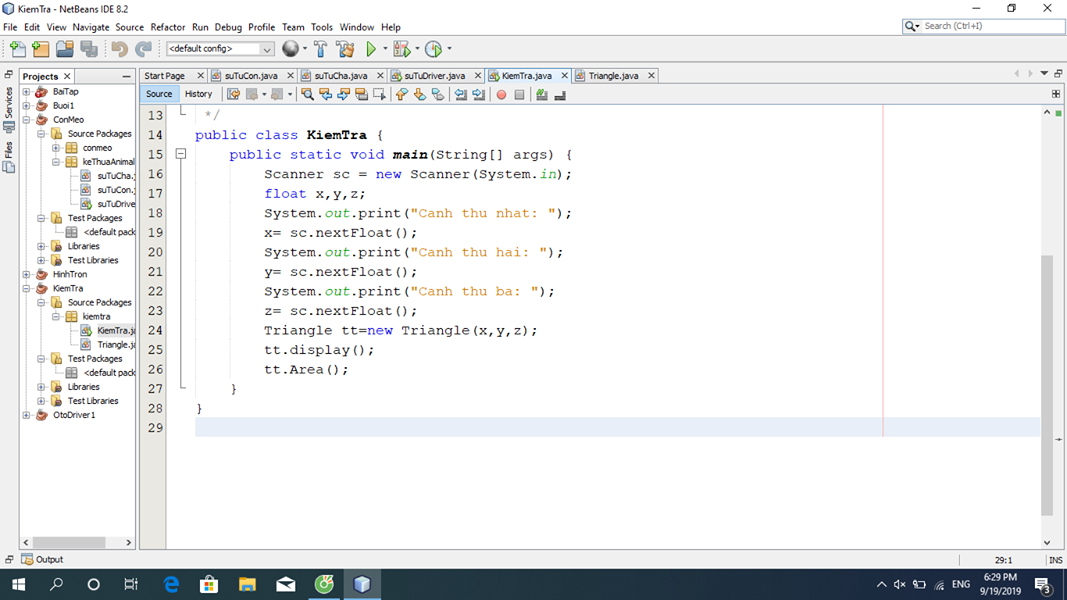 KiemTra - NetBeans IDE 8.2
File Edit View Navigate Source Refactor Run Debug Profile Team Tools Window Help
Search (Ctrl+I)
<default config>
Projects
Start Page suTuCon.java suTuCha.java suTuDriver.java KiemTra.java Triangle.java
Source History
Services
Files
BaiTap
Buoi1
ConMeo
Source Packages
conmeo
keThuaAnimal
suTuCha.
suTuCon.
suTuDrive
Test Packages
<default pack
Libraries
Test Libraries
HinhTron
KiemTra
Source Packages
kiemtra
KiemTra.ja
Triangle.ja
Test Packages
<default pack
Libraries
Test Libraries
OtoDriver1
13 */
14 public class KiemTra {
15 public static void main(String[] args) {
16 Scanner sc = new Scanner(System.in);
17 float x,y,z;
18 System.out.print("Canh thu nhat: ");
19 x= sc.nextFloat();
20 System.out.print("Canh thu hai: ");
21 y= sc.nextFloat();
22 System.out.print("Canh thu ba: ");
23 z= sc.nextFloat();
24 Triangle tt=new Triangle(x,y,z);
25 tt.display();
26 tt.Area();
27 }
28 }
29
Output
29:1 INS
ENG
6:29 PM
9/19/2019
3